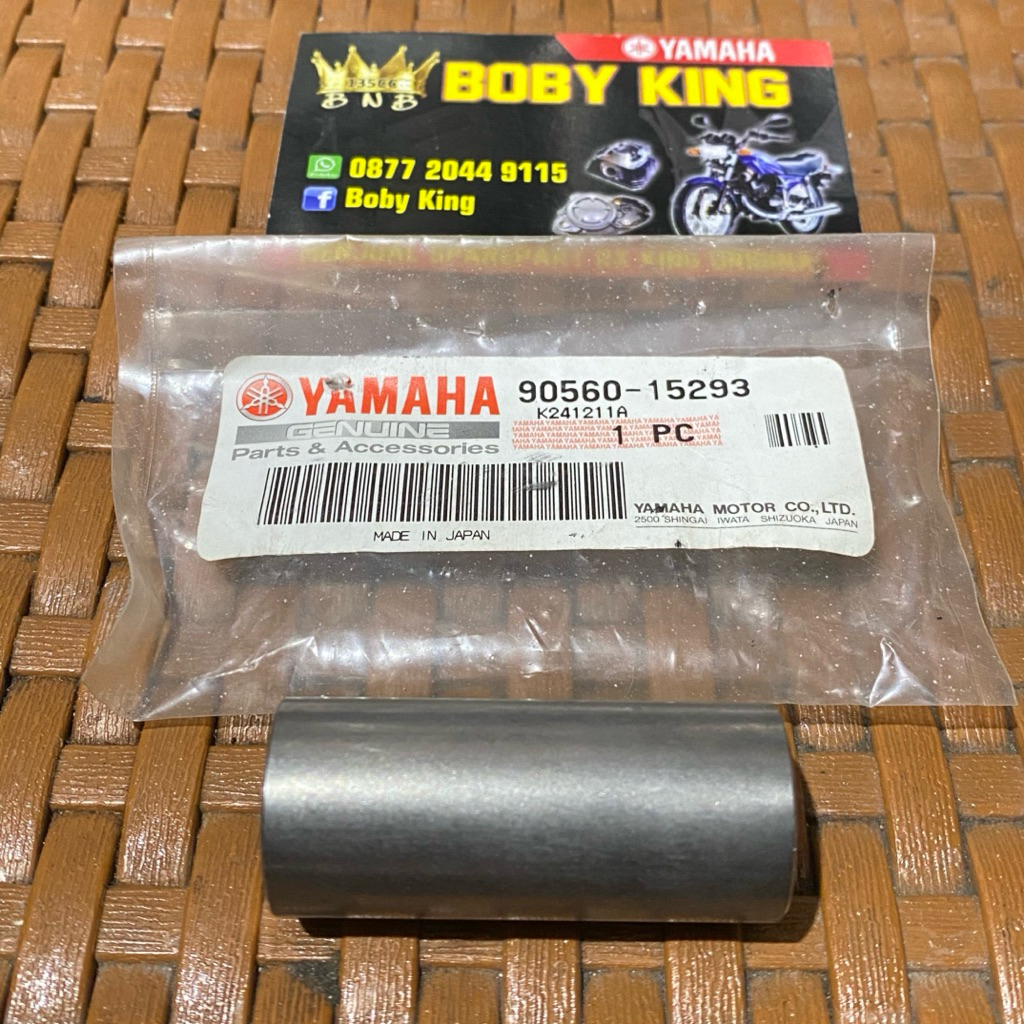 YAMAHA
135663
BNB
BOBY KING
0877 2044 9115
Boby King
YAMAHA
GENUINE
Parts & Accessories
90560-15293
K241211A
1 PC
MADE IN JAPAN
YAMAHA MOTOR CO.,LTD.
2500 SHINGAI IWATA SHIZUOKA JAPAN